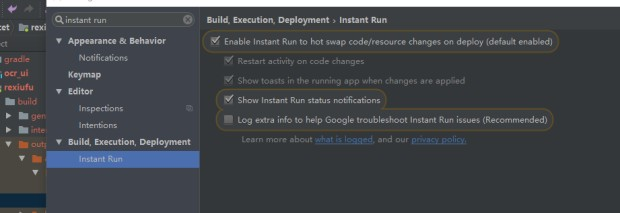 instant run
Build, Execution, Deployment › Instant Run
Appearance & Behavior
Notifications
Keymap
Editor
Inspections
Intentions
Build, Execution, Deployment
Instant Run
Enable Instant Run to hot swap code/resource changes on deploy (default enabled)
Restart activity on code changes
Show toasts in the running app when changes are applied
Show Instant Run status notifications
Log extra info to help Google troubleshoot Instant Run issues (Recommended)
Learn more about what is logged, and our privacy policy.
cet
rexi
ect
gradle
ocr_ui
rexiufu
build
gen
inte
out